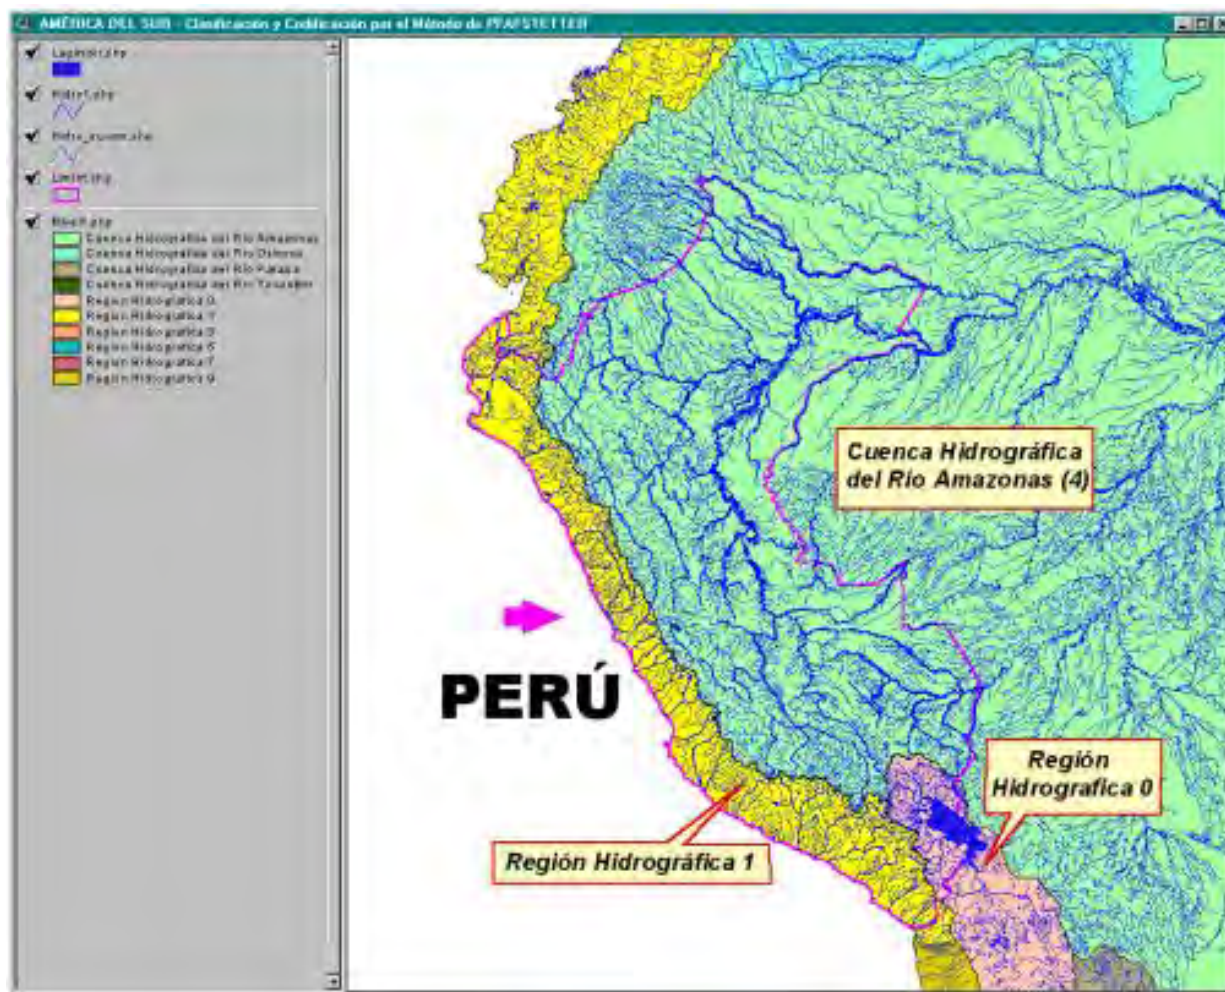 AMÉRICA DEL SUR - Clasificación y Codificación por el Método de PFAFSTETTER
Cuenca Hidrográfica del Río Amazonas
Cuenca Hidrográfica del Río Orinoco
Cuenca Hidrográfica del Río Paraná
Cuenca Hidrográfica del Río Tocantins
Región Hidrográfica 0
Región Hidrográfica 1
Región Hidrográfica 3
Región Hidrográfica
Región Hidrográfica 7
Región Hidrográfica 9
Cuenca Hidrográfica
del Río Amazonas (4)
PERÚ
Región
Hidrografica 0
Región Hidrográfica 1